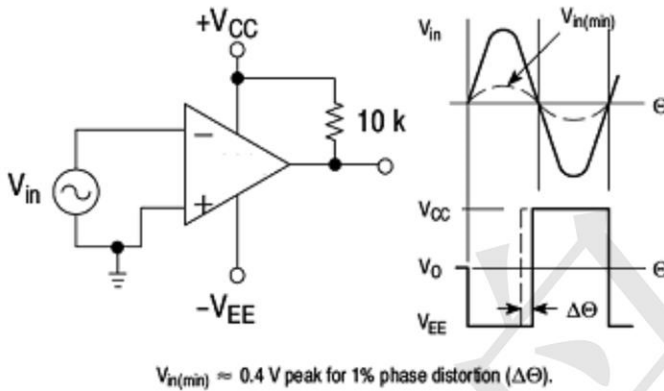 +VCC
10 k
Vin
−
+
−VEE
Vin
Vin(min)
Θ
VCC
VO
Θ
VEE
ΔΘ
Vin(min) ≈ 0.4 V peak for 1% phase distortion (ΔΘ).